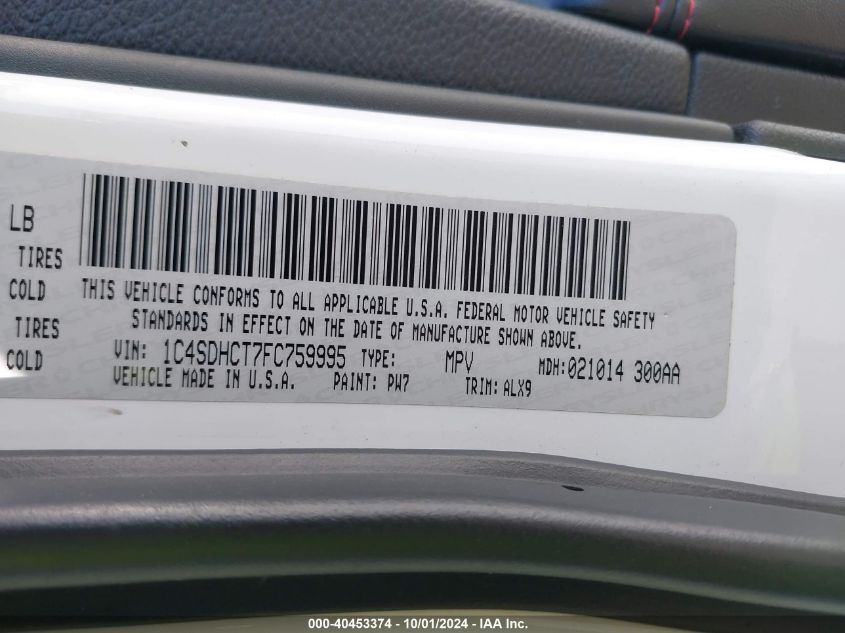 LB
TIRES
COLD
TIRES
COLD
THIS VEHICLE CONFORMS TO ALL APPLICABLE U.S.A. FEDERAL MOTOR VEHICLE SAFETY
STANDARDS IN EFFECT ON THE DATE OF MANUFACTURE SHOWN ABOVE.
VIN: 1C4SDHCT7FC759995 TYPE: MPV MDH:021014 300AA
VEHICLE MADE IN U.S.A. PAINT: PW7 TRIM: ALX9
000-40453374 - 10/01/2024 - IAA Inc.